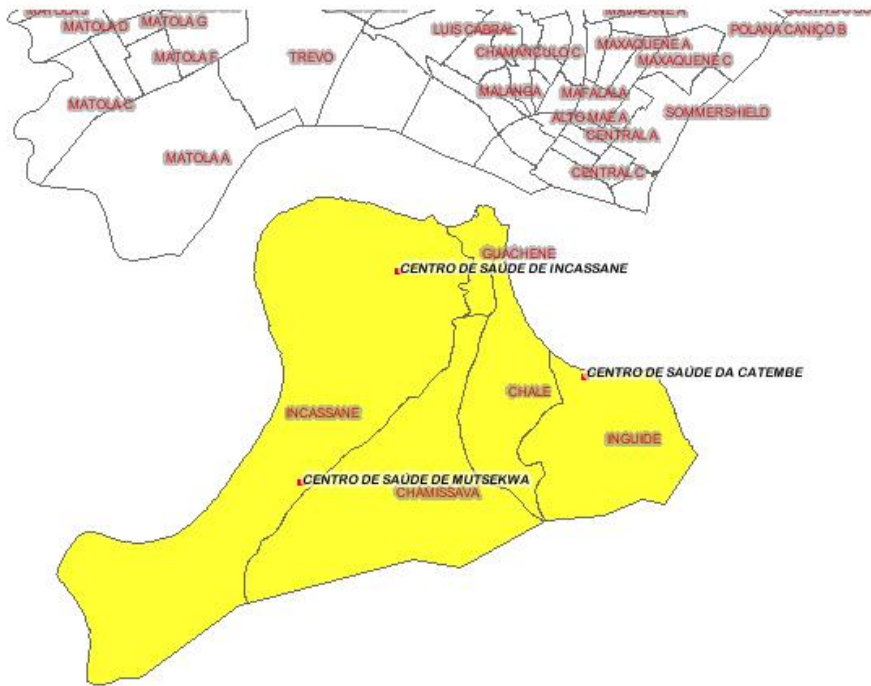 MATOLA G
MATOLA D
LUIS CABRAL
POLANA CANIÇO B
MAXAQUENE A
CHAMANCULO C
TREVO
MATOLA F
MAXAQUENE C
MALANGA
MAFALALA
MATOLA C
SOMMERSHIELD
ALTO MAE A
CENTRAL A
MATOLA A
CENTRAL C
GUACHENE
CENTRO DE SAÚDE DE INCASSANE
CENTRO DE SAÚDE DA CATEMBE
CHALE
INCASSANE
INGUIDE
CENTRO DE SAÚDE DE MUTSEKWA
CHAMISSAVA